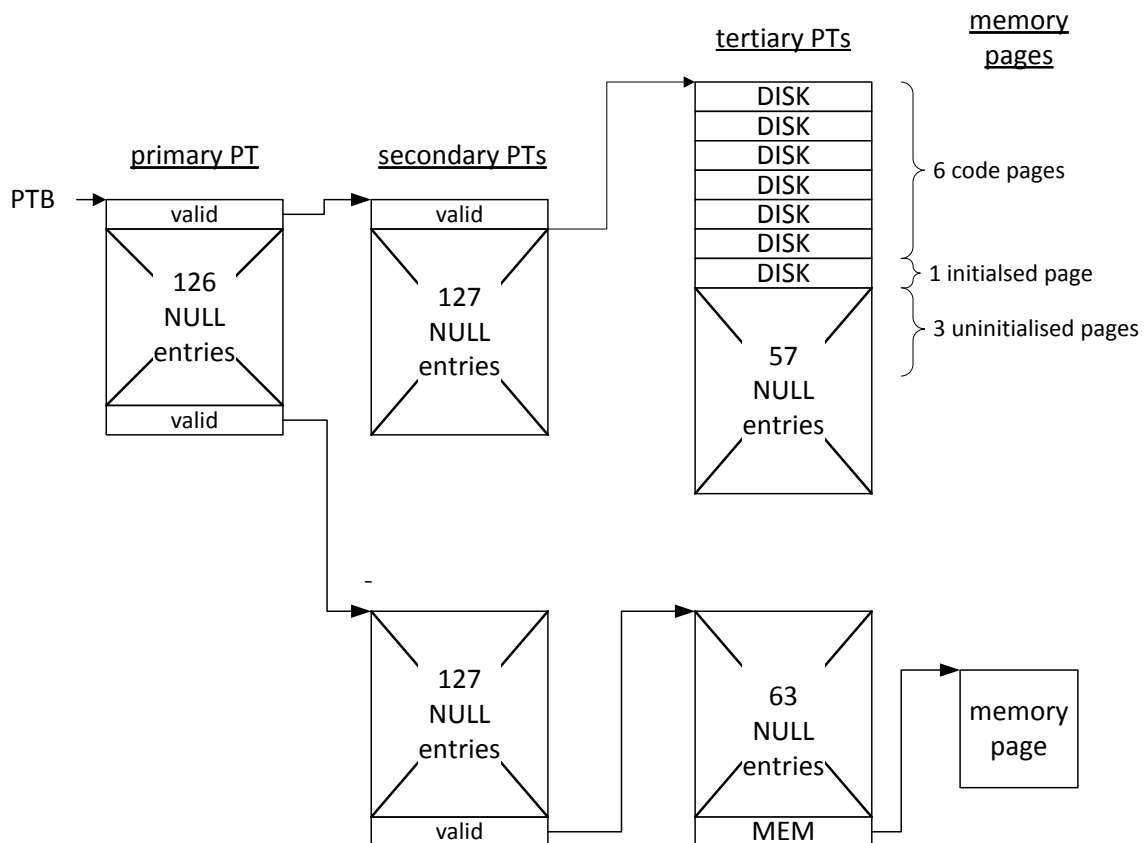 memory
pages
tertiary PTs
DISK
DISK
DISK
DISK
DISK
DISK
DISK
6 code pages
1 initialsed page
3 uninitialised pages
primary PT
secondary PTs
PTB
valid
valid
126
NULL
entries
127
NULL
entries
57
NULL
entries
valid
-
127
NULL
entries
63
NULL
entries
memory
page
valid
MEM